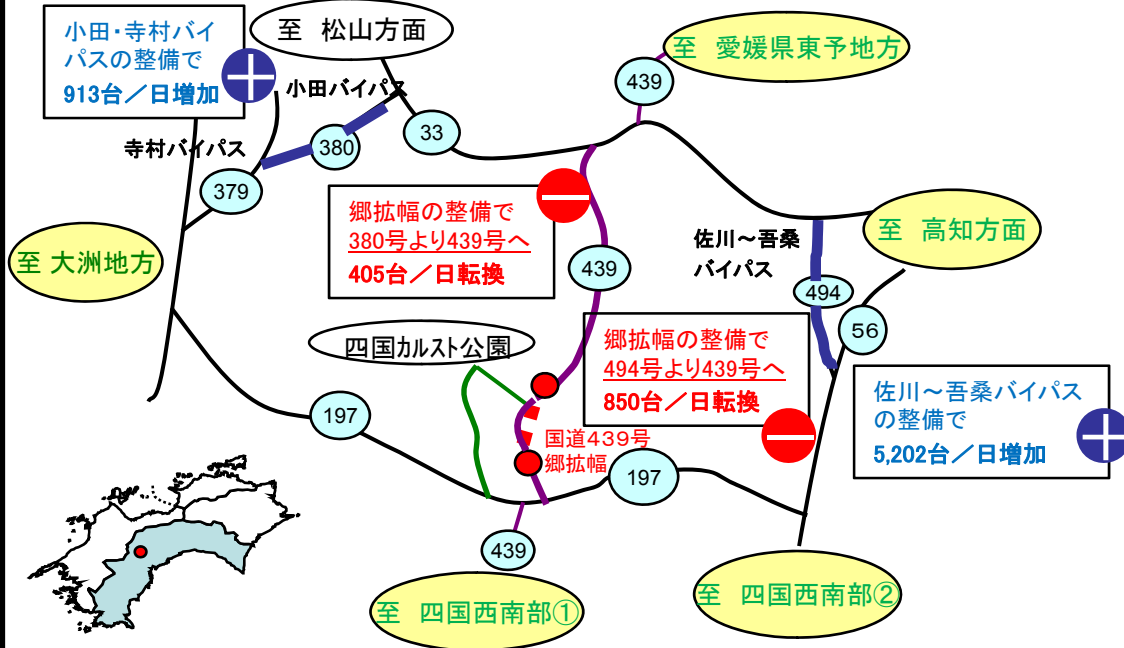 小田・寺村バイ
パスの整備で
913台／日増加
至 松山方面
至 愛媛県東予地方
439
小田バイパス
33
寺村バイパス
380
379
郷拡幅の整備で
380号より439号へ
405台／日転換
至 大洲地方
439
佐川～吾桑
バイパス
至 高知方面
494
56
四国カルスト公園
郷拡幅の整備で
494号より439号へ
850台／日転換
佐川～吾桑バイパス
の整備で
5,202台／日増加
197
国道439号
郷拡幅
197
439
至 四国西南部①
至 四国西南部②